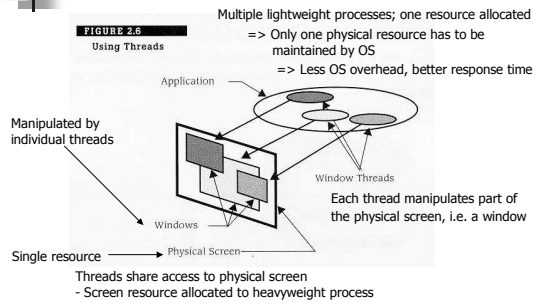 Multiple lightweight processes; one resource allocated
=> Only one physical resource has to be
maintained by OS
=> Less OS overhead, better response time
FIGURE 2.6
Using Threads
Application
Manipulated by
individual threads
Window Threads
Each thread manipulates part of
the physical screen, i.e. a window
Windows
Single resource
Physical Screen
Threads share access to physical screen
- Screen resource allocated to heavyweight process